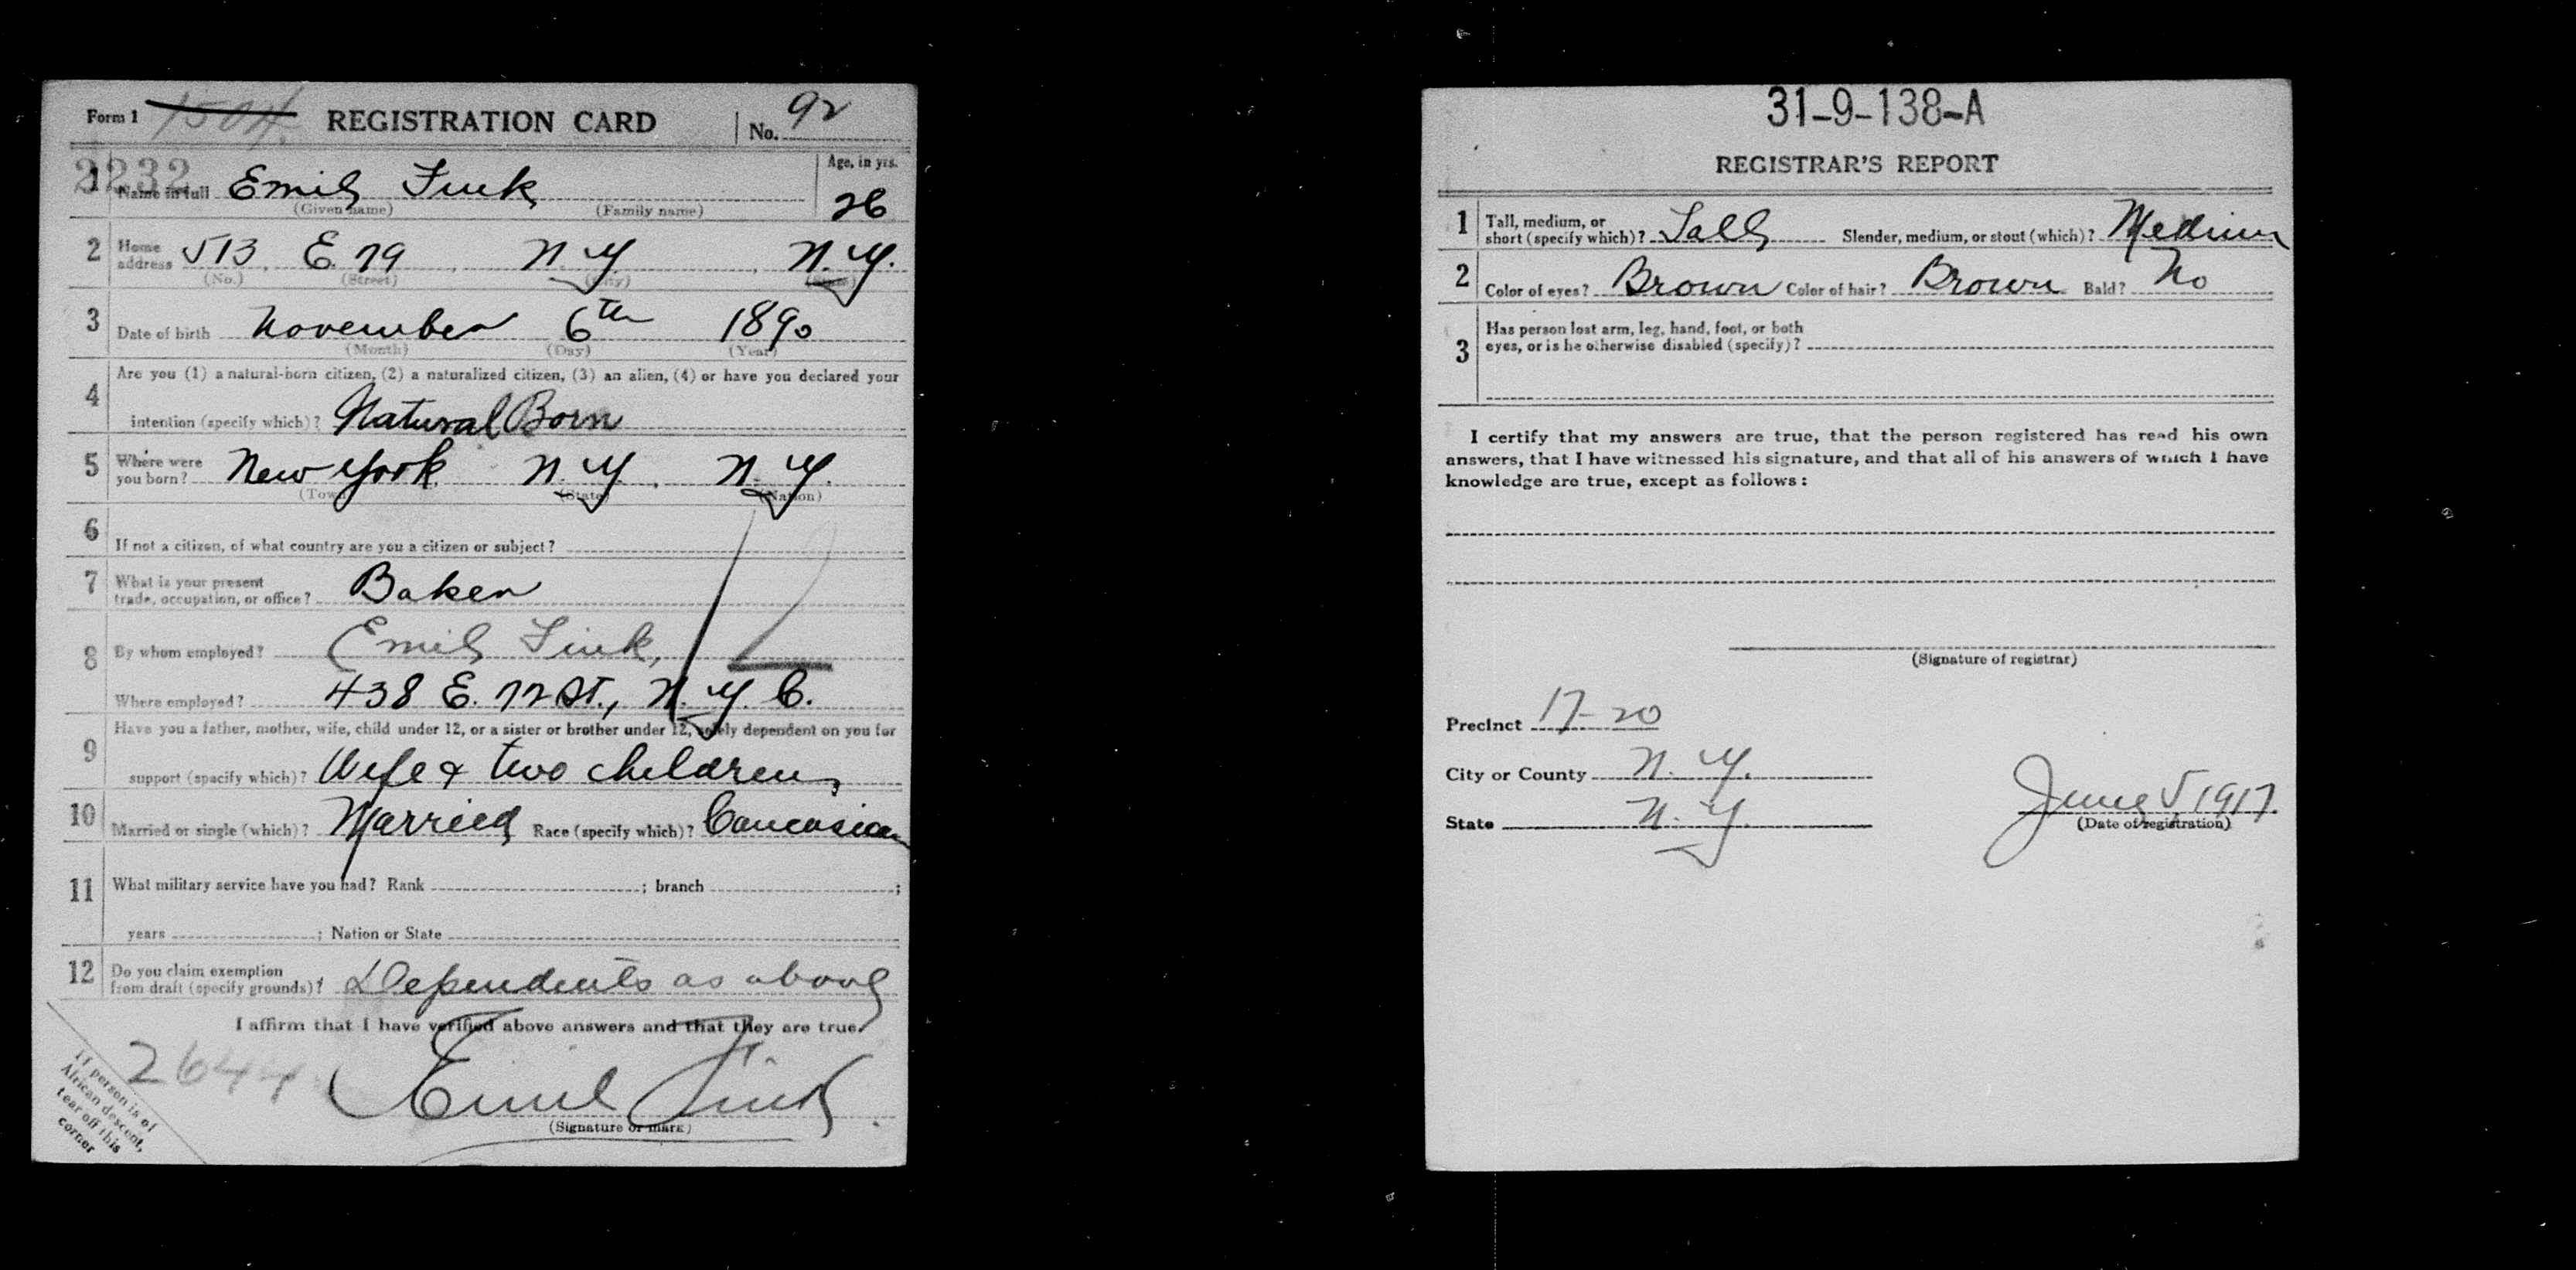 Form 1 1504. REGISTRATION CARD No. 92
2232
1 Name in full Emil Fink Age, in yrs.
(Given name) (Family name) 26
2 Home address 513 E. 79 N. Y. N. Y.
(No.) (Street) (City) (State)
3 Date of birth November 6th 1890
(Month) (Day) (Year)
4 Are you (1) a natural-born citizen, (2) a naturalized citizen, (3) an alien, (4) or have you declared your
intention (specify which)? Natural Born
5 Where were you born? New York N. Y. N. Y.
(Town) (State) (Nation)
6 If not a citizen, of what country are you a citizen or subject?
7 What is your present trade, occupation, or office? Baker
8 By whom employed? Emil Fink,
Where employed? 438 E. 72 St., N. Y. C.
9 Have you a father, mother, wife, child under 12, or a sister or brother under 12, solely dependent on you for
support (specify which)? Wife & two children
10 Married or single (which)? Married Race (specify which)? Caucasian
11 What military service have you had? Rank ; branch ;
years ; Nation or State
12 Do you claim exemption from draft (specify grounds)? Dependents as above
I affirm that I have verified above answers and that they are true.
2644
Emil Fink
(Signature or mark)
If person is of
African descent,
tear off this
corner
31-9-138-A
REGISTRAR'S REPORT
1 Tall, medium, or short (specify which)? Tall Slender, medium, or stout (which)? Medium
2 Color of eyes? Brown Color of hair? Brown Bald? No
3 Has person lost arm, leg, hand, foot, or both
eyes, or is he otherwise disabled (specify)?
I certify that my answers are true, that the person registered has read his own
answers, that I have witnessed his signature, and that all of his answers of which I have
knowledge are true, except as follows:
(Signature of registrar)
Precinct 17-20
City or County N. Y.
State N. Y. June 5 1917.
(Date of registration)